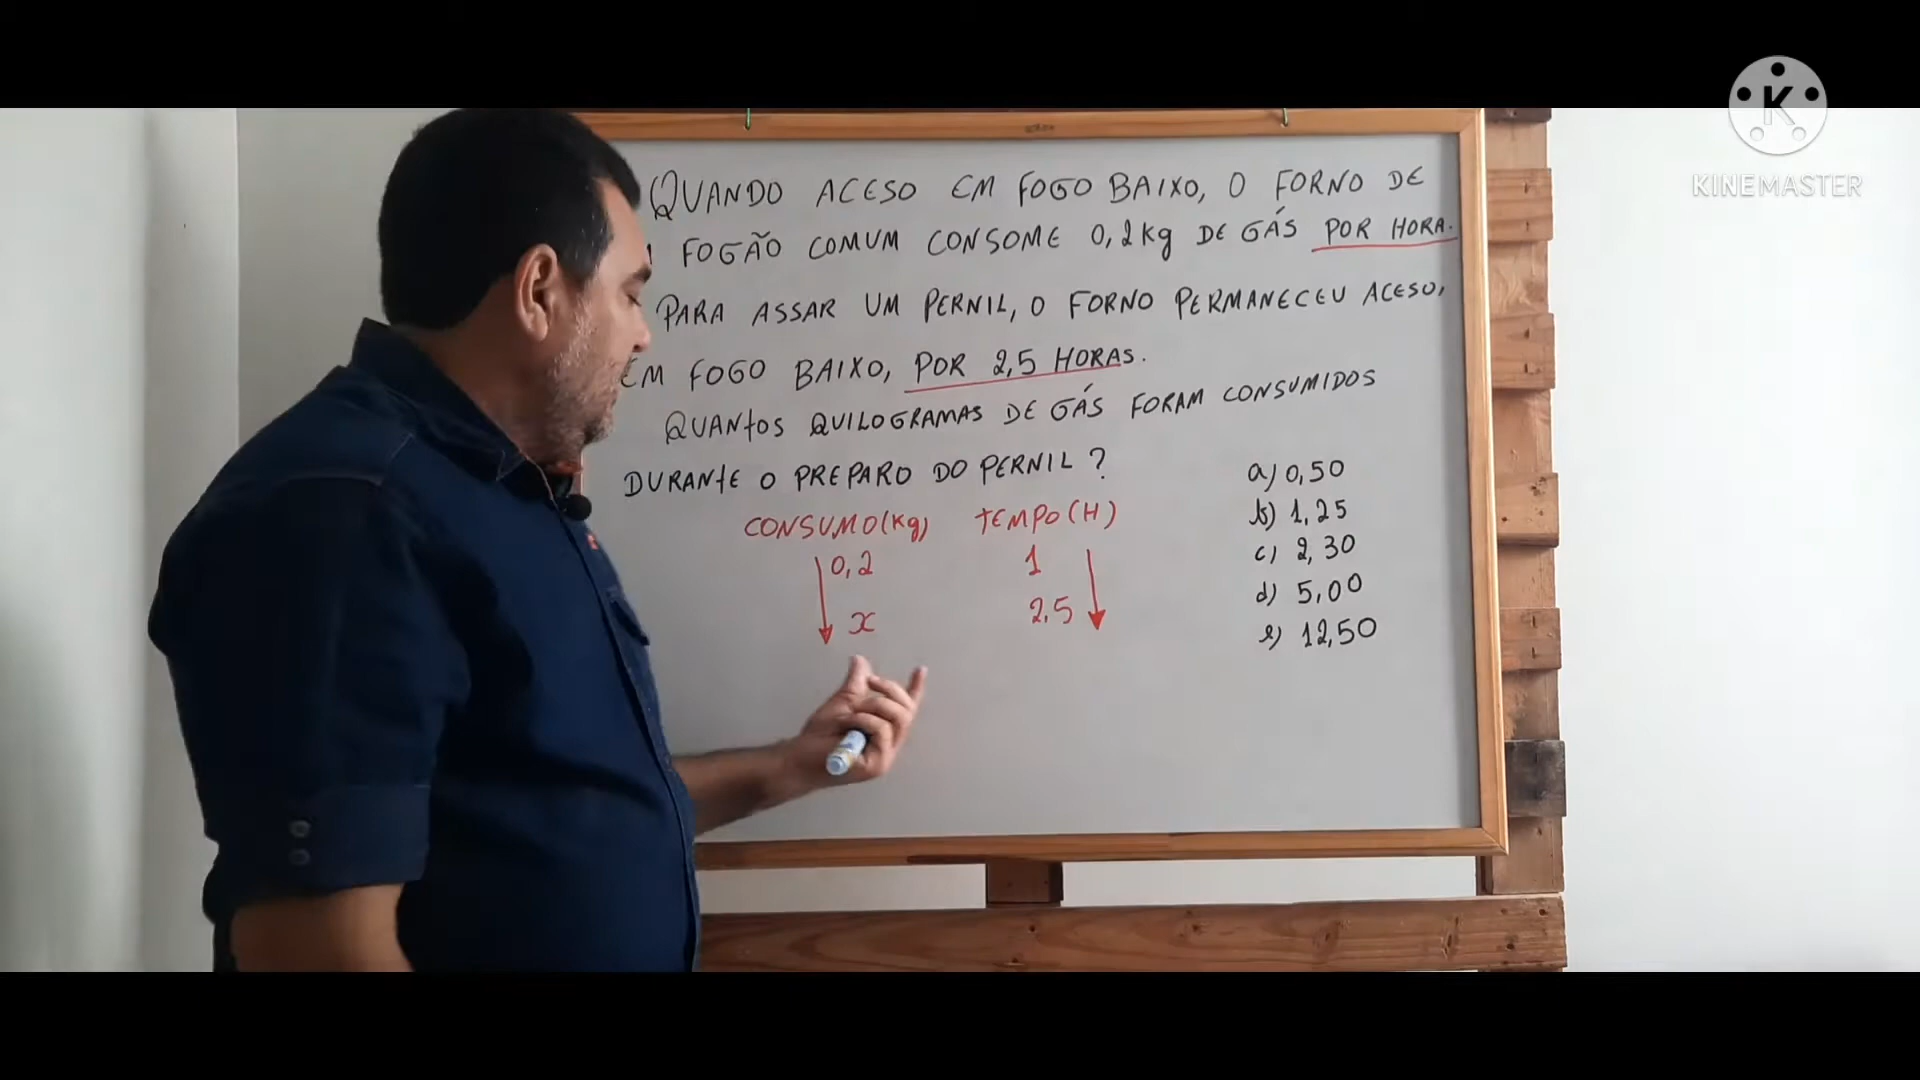 QUANDO ACESO EM FOGO BAIXO, O FORNO DE
FOGÃO COMUM CONSOME 0,2kg DE GÁS POR HORA.
PARA ASSAR UM PERNIL, O FORNO PERMANECEU ACESO,
EM FOGO BAIXO, POR 2,5 HORAS.
QUANTOS QUILOGRAMAS DE GÁS FORAM CONSUMIDOS
DURANTE O PREPARO DO PERNIL?
CONSUMO(Kg) TEMPO(H)
0,2 1
x 2,5
a) 0,50
b) 1,25
c) 2,30
d) 5,00
e) 12,50
K
KINEMASTER